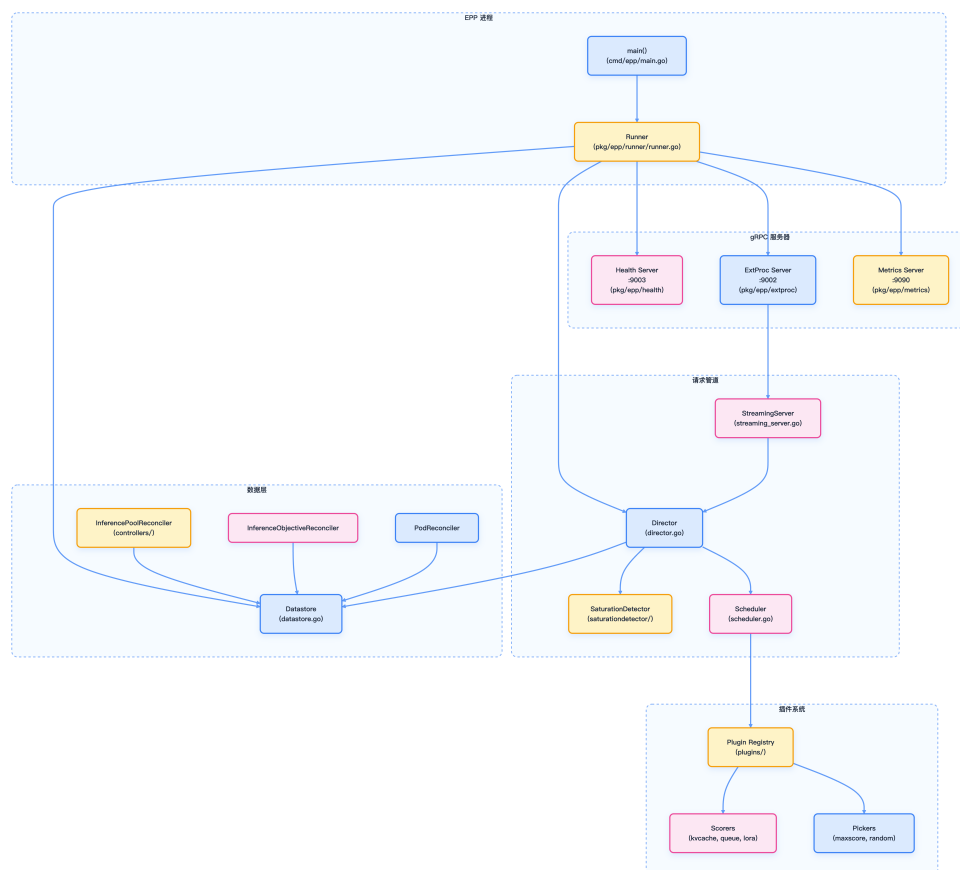 EPP 进程
main()
(cmd/epp/main.go)
Runner
(pkg/epp/runner/runner.go)
gRPC 服务器
Health Server
:9003
(pkg/epp/health)
ExtProc Server
:9002
(pkg/epp/extproc)
Metrics Server
:9090
(pkg/epp/metrics)
请求管道
StreamingServer
(streaming_server.go)
Director
(director.go)
SaturationDetector
(saturationdetector/)
Scheduler
(scheduler.go)
数据层
InferencePoolReconciler
(controllers/)
InferenceObjectiveReconciler
PodReconciler
Datastore
(datastore.go)
插件系统
Plugin Registry
(plugins/)
Scorers
(kvcache, queue, lora)
Pickers
(maxscore, random)